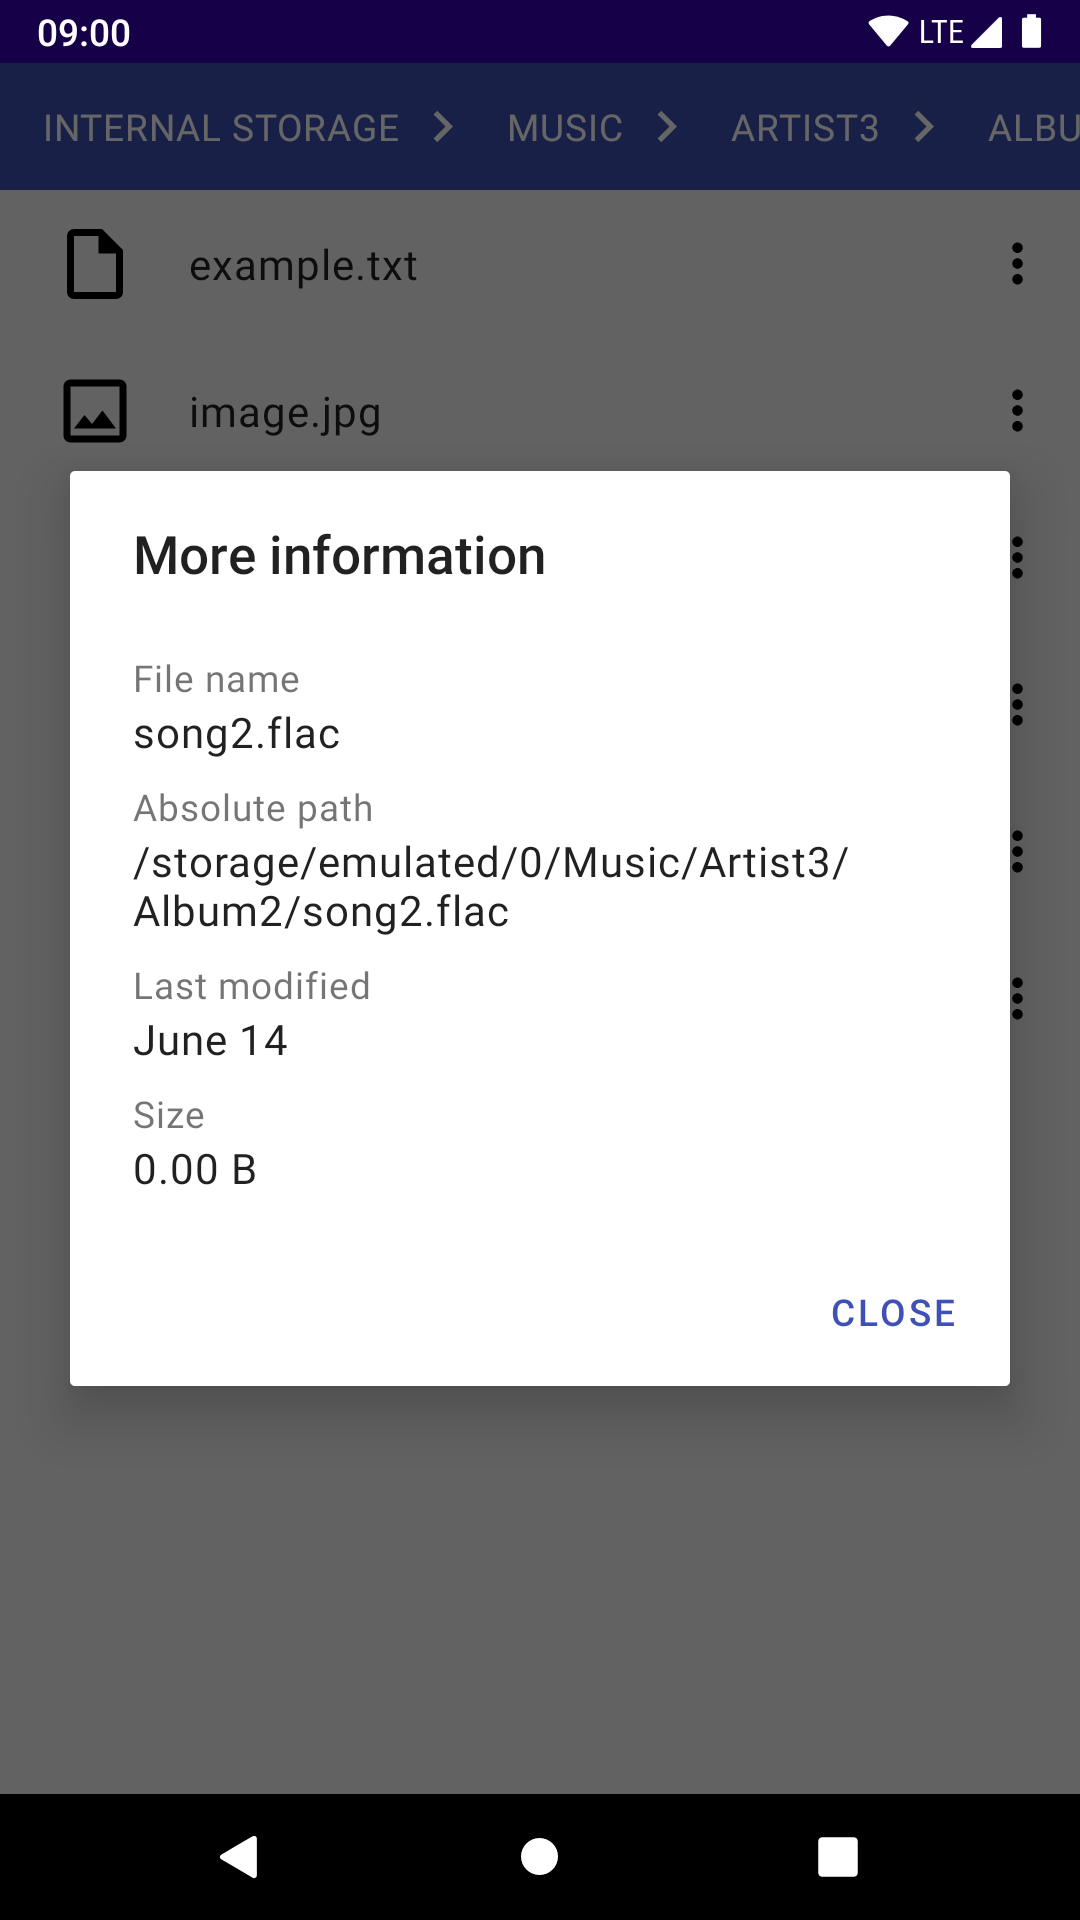 09:00
LTE
INTERNAL STORAGE
MUSIC
ARTIST3
ALBU
example.txt
image.jpg
More information
File name
song2.flac
Absolute path
/storage/emulated/0/Music/Artist3/
Album2/song2.flac
Last modified
June 14
Size
0.00 B
CLOSE